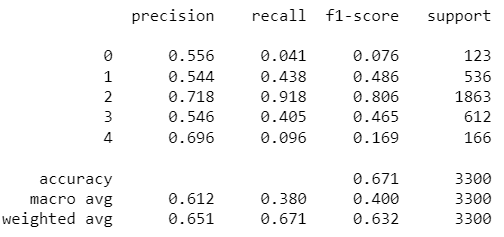 precision recall f1-score support
0 0.556 0.041 0.076 123
1 0.544 0.438 0.486 536
2 0.718 0.918 0.806 1863
3 0.546 0.405 0.465 612
4 0.696 0.096 0.169 166
accuracy 0.671 3300
macro avg 0.612 0.380 0.400 3300
weighted avg 0.651 0.671 0.632 3300